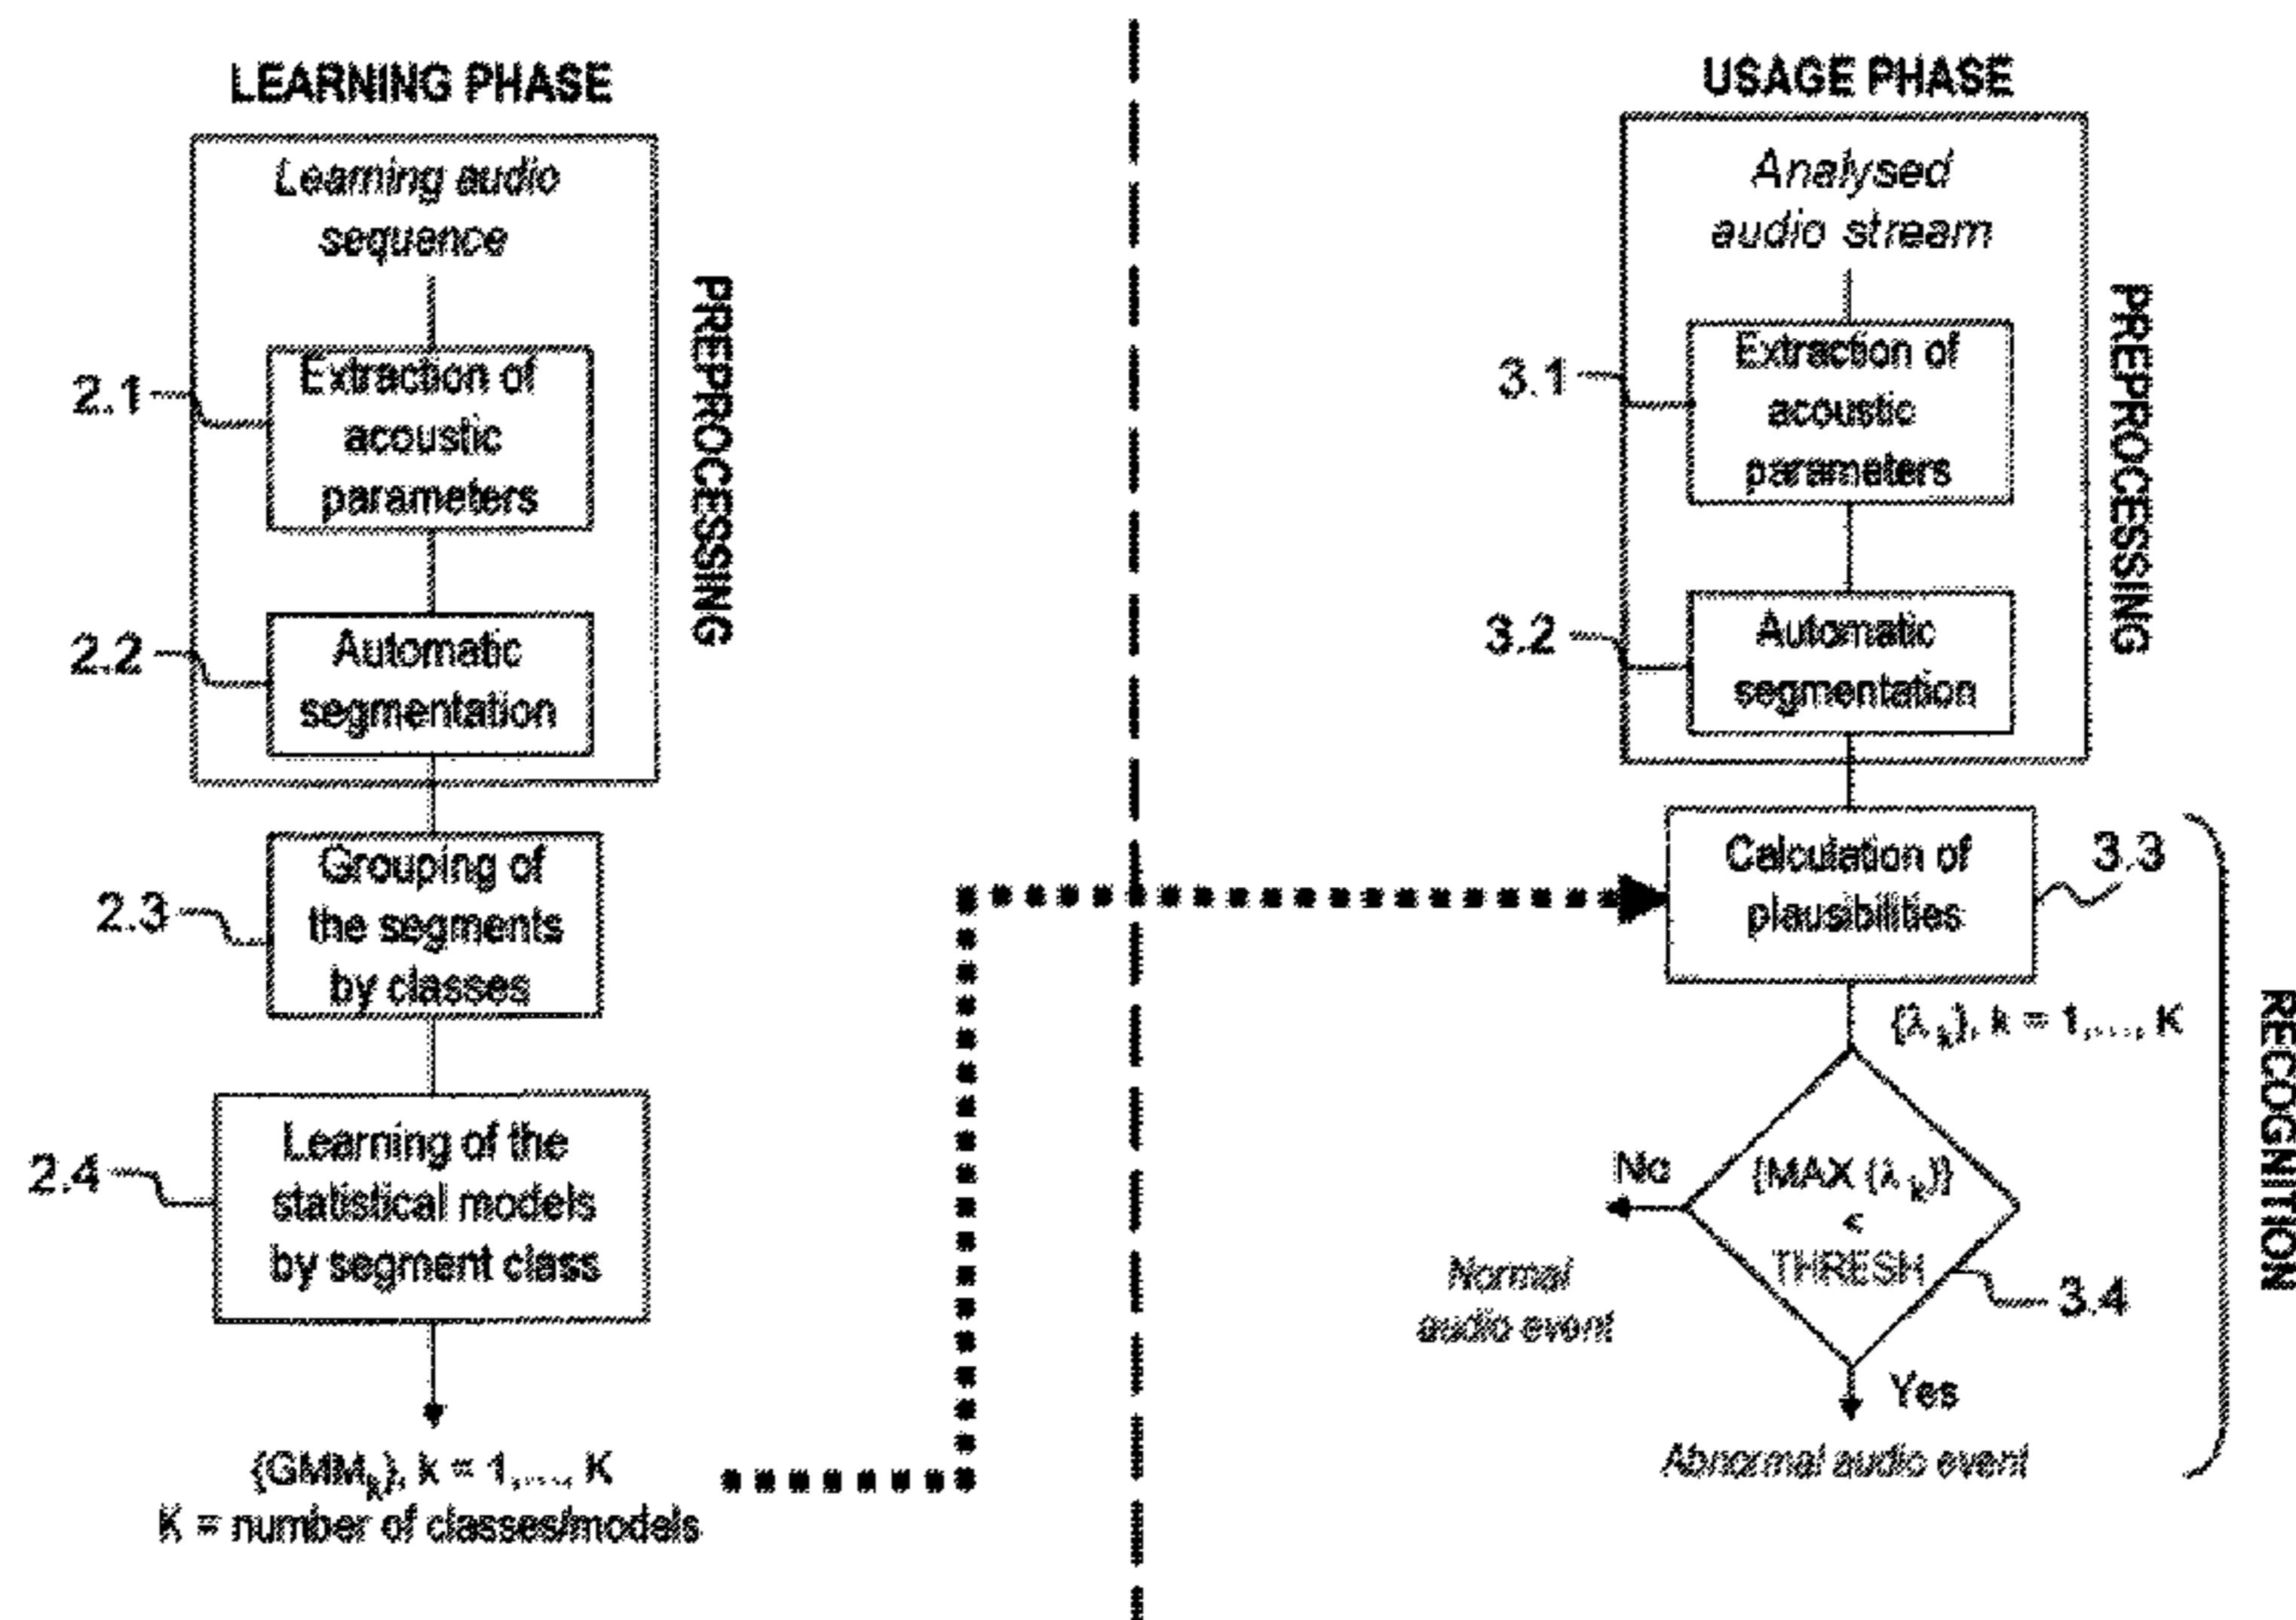 LEARNING PHASE
Learning audio
sequence
PREPROCESSING
2.1
Extraction of
acoustic
parameters
2.2
Automatic
segmentation
2.3
Grouping of
the segments
by classes
2.4
Learning of the
statistical models
by segment class
{GMMk}, k = 1,...., K
K = number of classes/models
USAGE PHASE
Analysed
audio stream
PREPROCESSING
3.1
Extraction of
acoustic
parameters
3.2
Automatic
segmentation
Calculation of
plausibilities
3.3
{λk}, k = 1,...., K
RECOGNITION
No
{MAX (λk)}
<
THRESH
3.4
Normal
audio event
Yes
Abnormal audio event